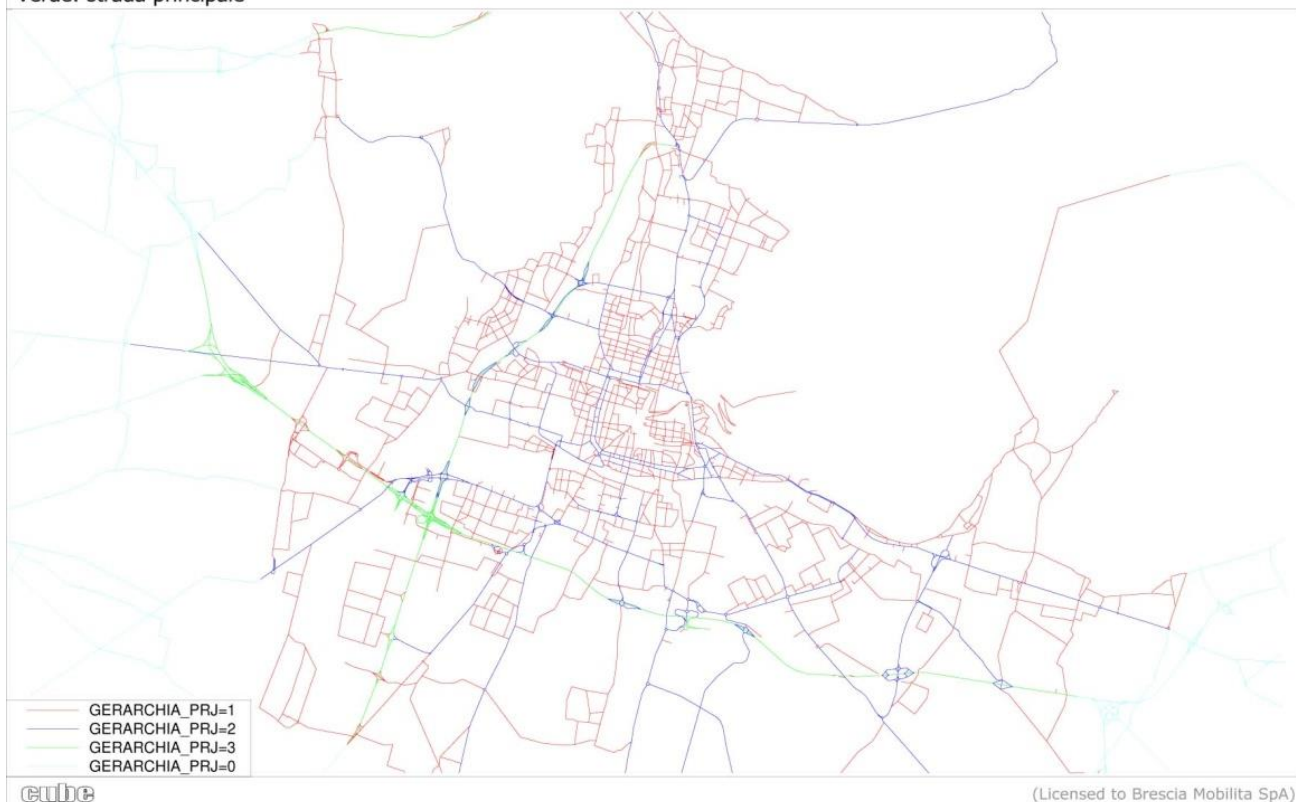 verde: strada principale
GERARCHIA_PRJ=1
GERARCHIA_PRJ=2
GERARCHIA_PRJ=3
GERARCHIA_PRJ=0
cube
(Licensed to Brescia Mobilita SpA)